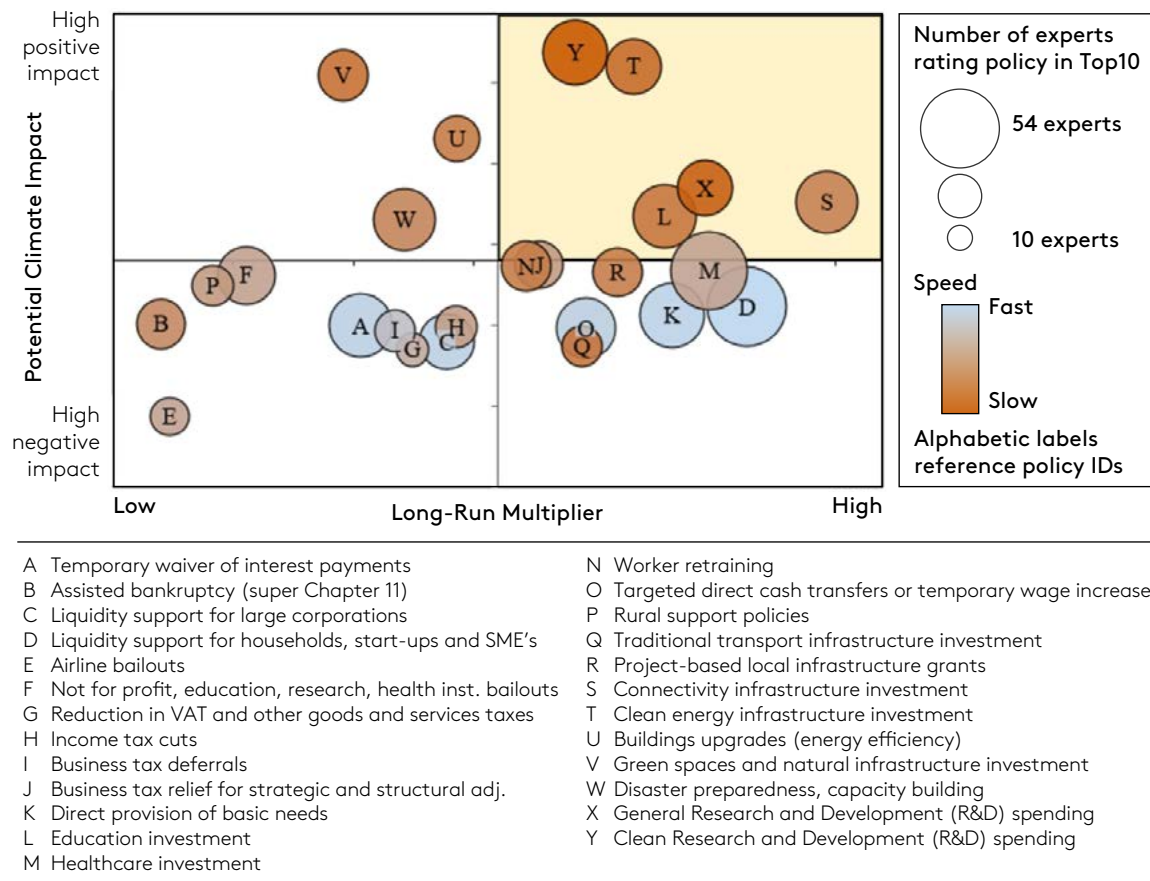 High
positive
impact
Potential Climate Impact
High
negative
impact
V
Y
T
U
X
W
L
S
P
F
N
J
R
M
B
A
I
G
H
C
O
Q
K
D
E
Low
Long-Run Multiplier
High
Number of experts
rating policy in Top10
54 experts
10 experts
Speed
Fast
Slow
Alphabetic labels
reference policy IDs
A Temporary waiver of interest payments
B Assisted bankruptcy (super Chapter 11)
C Liquidity support for large corporations
D Liquidity support for households, start-ups and SME's
E Airline bailouts
F Not for profit, education, research, health inst. bailouts
G Reduction in VAT and other goods and services taxes
H Income tax cuts
I Business tax deferrals
J Business tax relief for strategic and structural adj.
K Direct provision of basic needs
L Education investment
M Healthcare investment
N Worker retraining
O Targeted direct cash transfers or temporary wage increase
P Rural support policies
Q Traditional transport infrastructure investment
R Project-based local infrastructure grants
S Connectivity infrastructure investment
T Clean energy infrastructure investment
U Buildings upgrades (energy efficiency)
V Green spaces and natural infrastructure investment
W Disaster preparedness, capacity building
X General Research and Development (R&D) spending
Y Clean Research and Development (R&D) spending